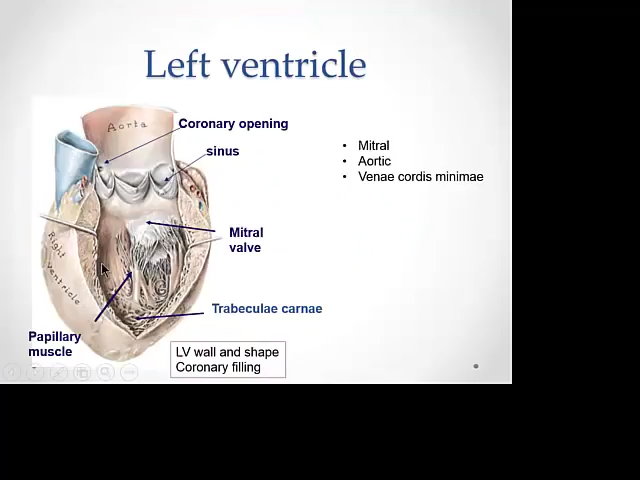 Left ventricle
Aorta
Coronary opening
sinus
• Mitral
• Aortic
• Venae cordis minimae
Mitral
valve
Right
ventricle
Trabeculae carnae
Papillary
muscle
LV wall and shape
Coronary filling